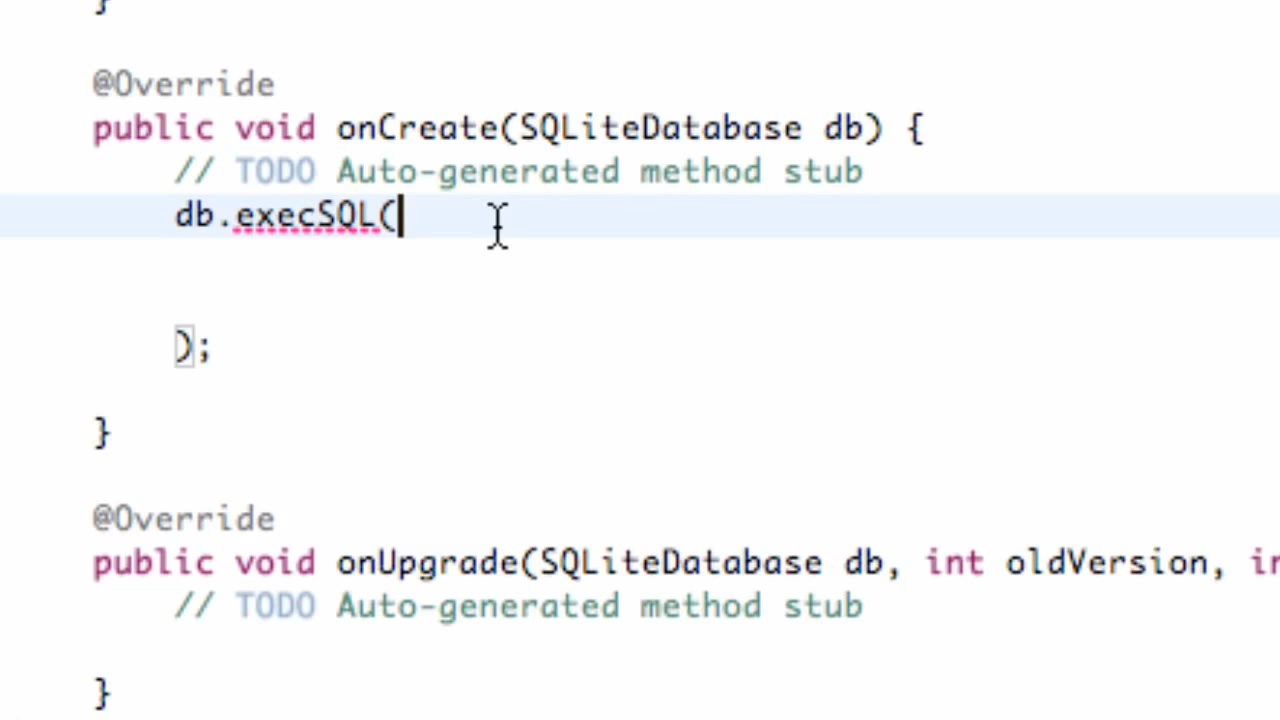 }
@Override
public void onCreate(SQLiteDatabase db) {
// TODO Auto-generated method stub
db.execSQL(
);
}
@Override
public void onUpgrade(SQLiteDatabase db, int oldVersion,
// TODO Auto-generated method stub
}